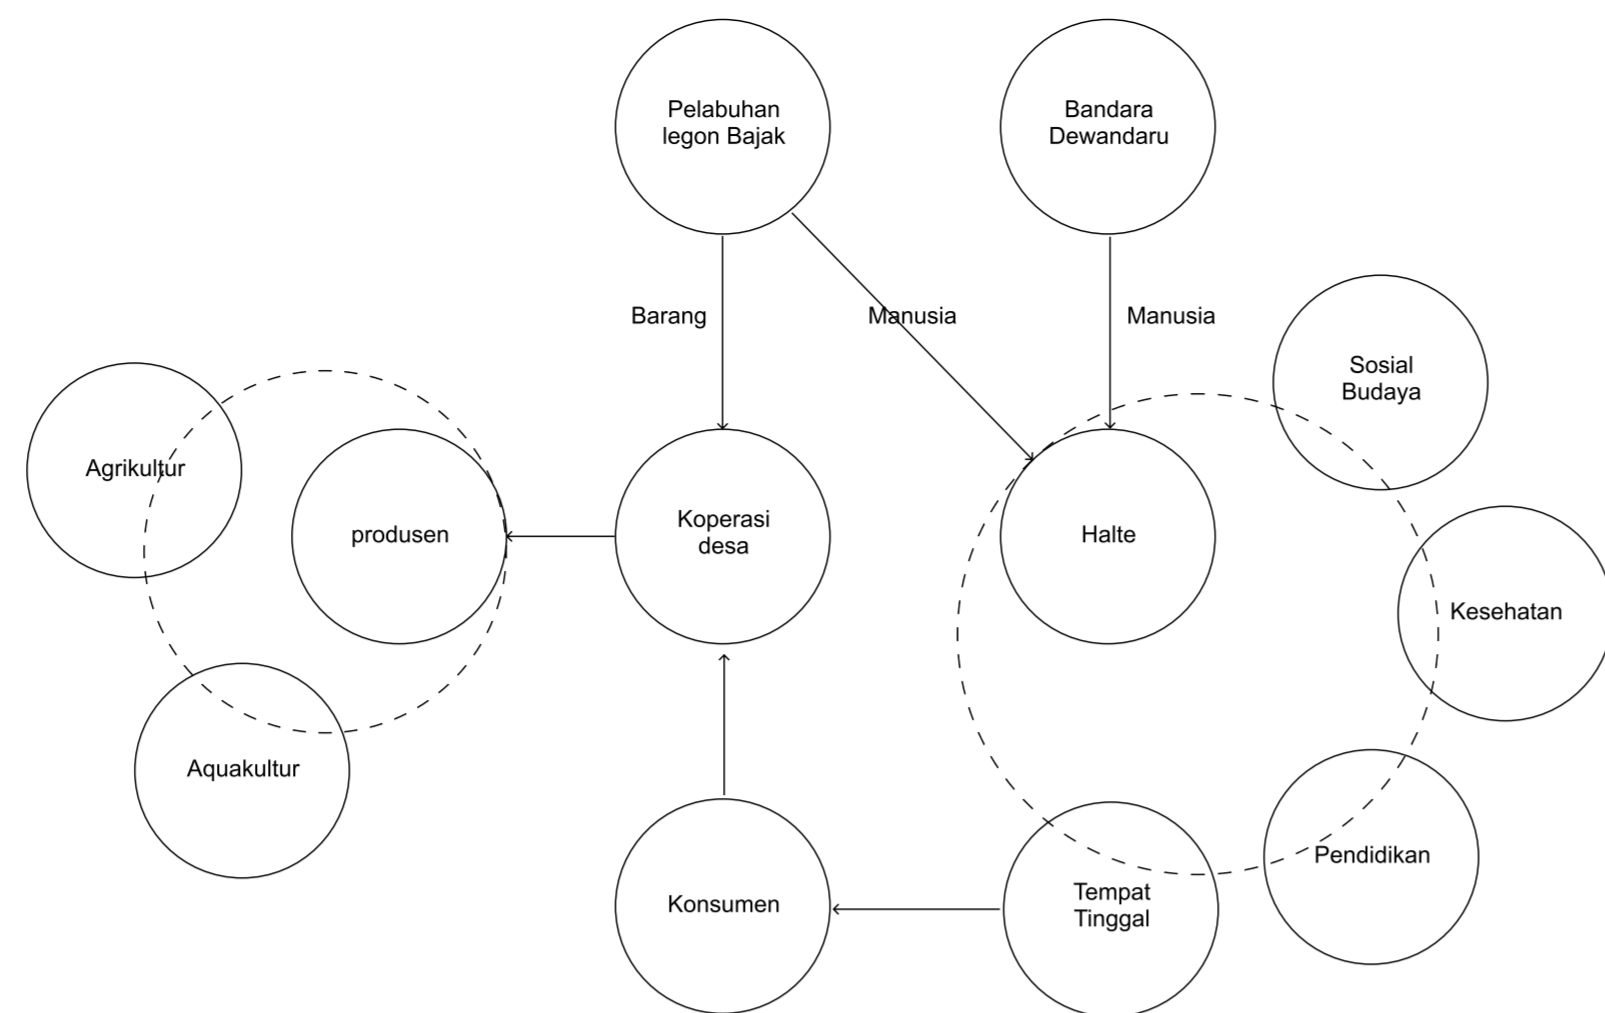 Pelabuhan
legon Bajak
Bandara
Dewandaru
Barang
Manusia
Manusia
Sosial
Budaya
Agrikultur
produsen
Koperasi
desa
Halte
Kesehatan
Aquakultur
Pendidikan
Konsumen
Tempat
Tinggal